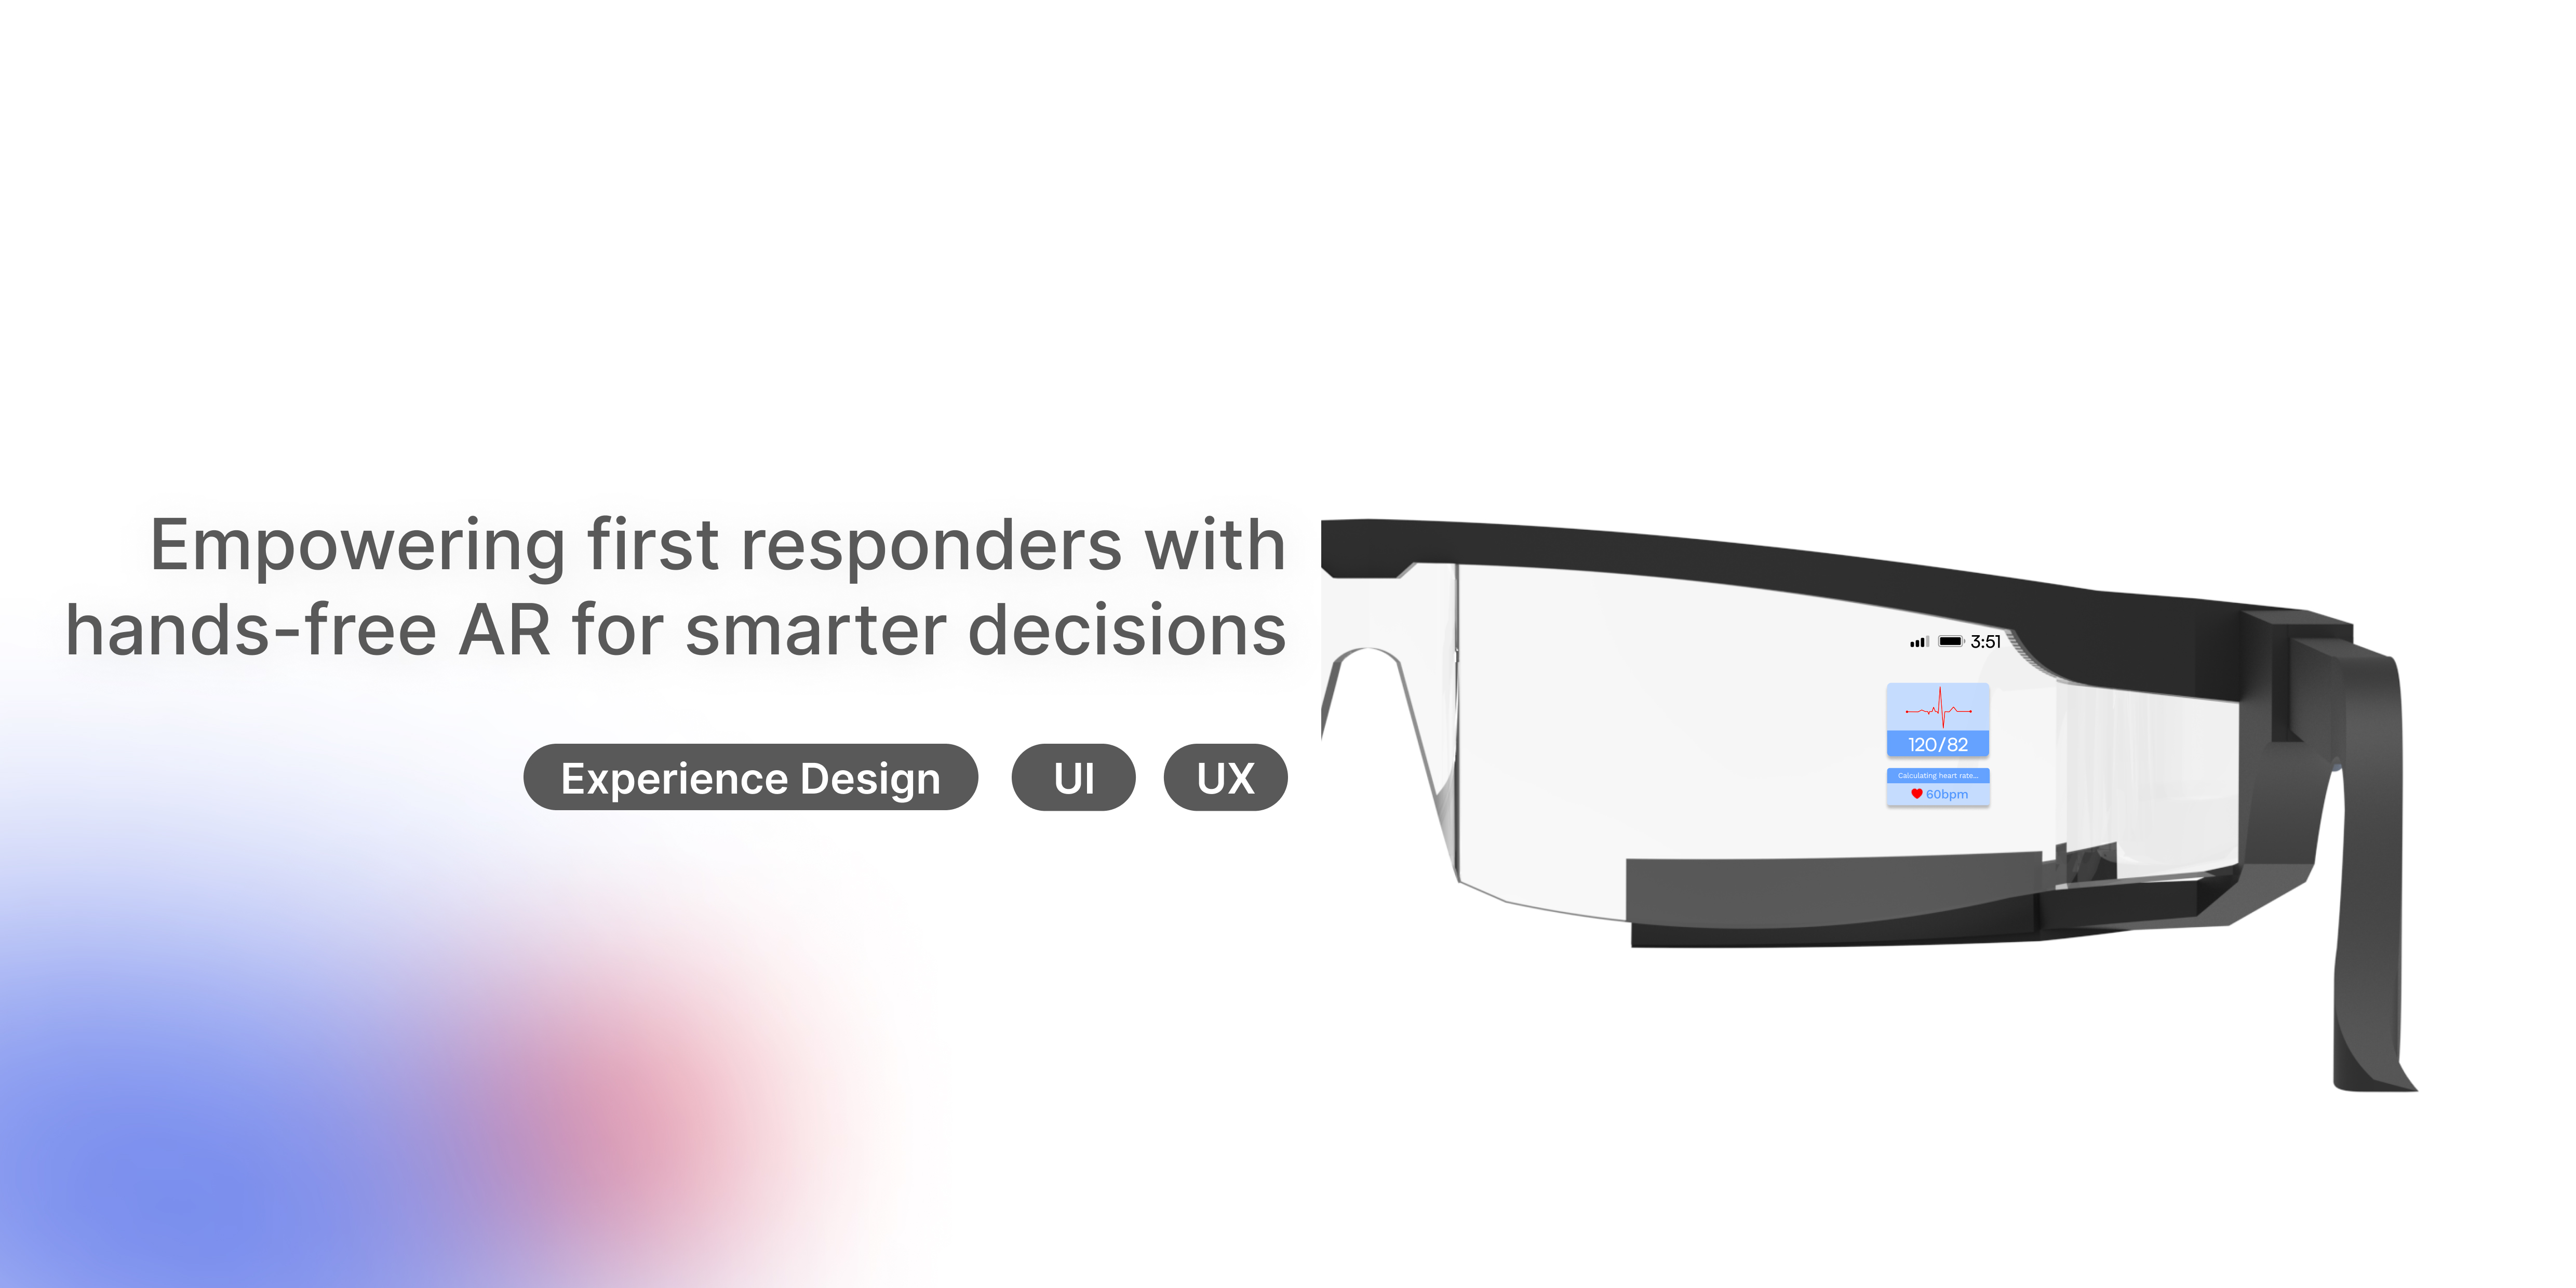 Empowering first responders with
hands-free AR for smarter decisions
Experience Design UI UX
3:51
120/82
Calculating heart rate...
60bpm